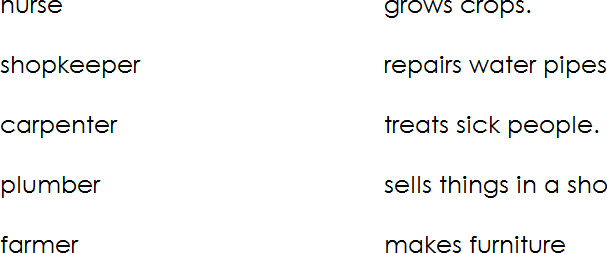 nurse grows crops.
shopkeeper repairs water pipes
carpenter treats sick people.
plumber sells things in a sho
farmer makes furniture